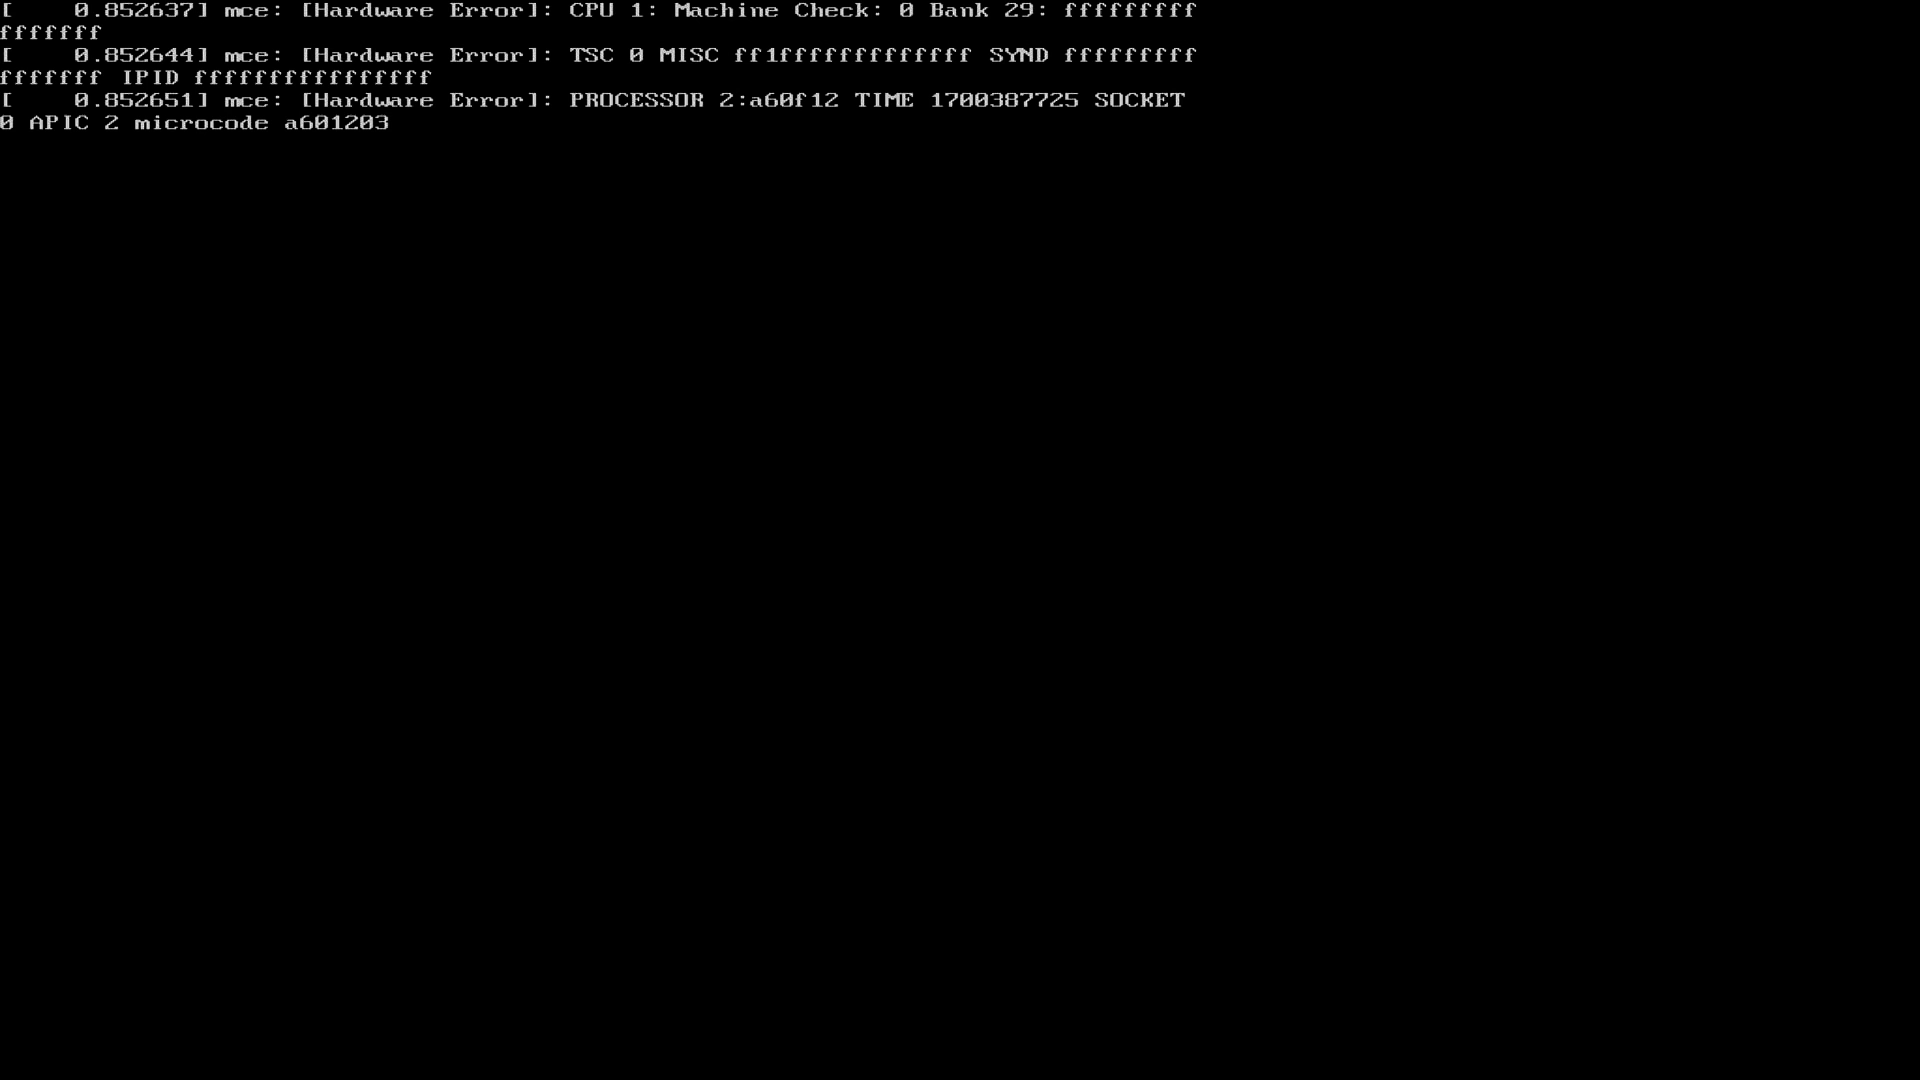 [    0.852637] mce: [Hardware Error]: CPU 1: Machine Check: 0 Bank 29: fffffffff
fffffff
[    0.852644] mce: [Hardware Error]: TSC 0 MISC ff1fffffffffffff SYND fffffffff
fffffff IPID ffffffffffffffff
[    0.852651] mce: [Hardware Error]: PROCESSOR 2:a60f12 TIME 1700387725 SOCKET
0 APIC 2 microcode a601203